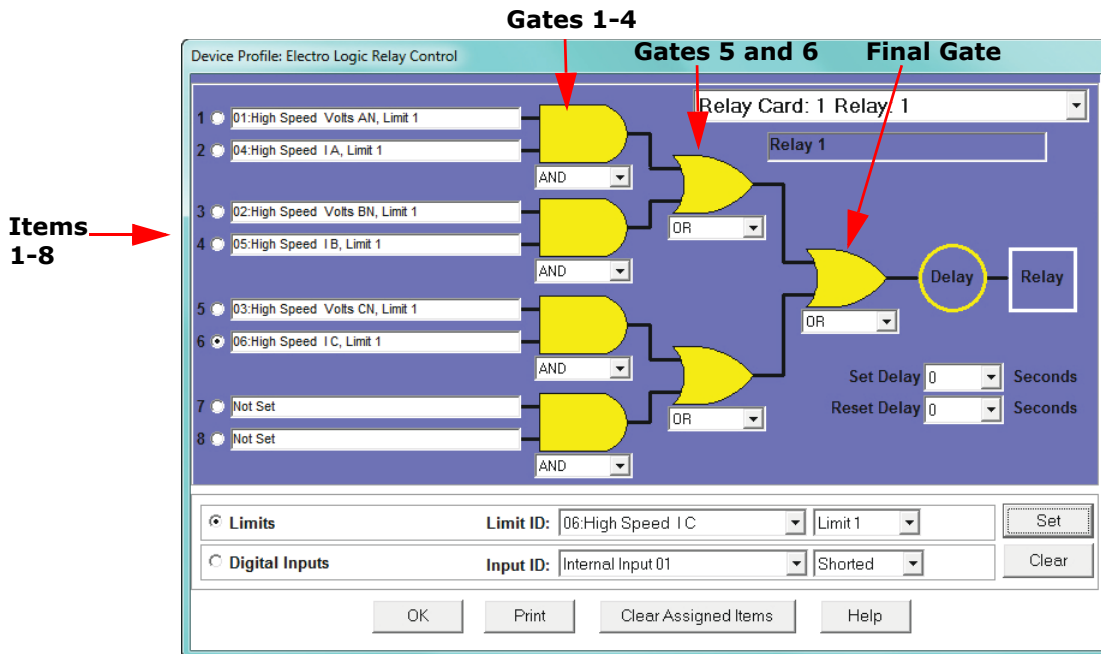 Gates 1-4
Device Profile: Electro Logic Relay Control
Gates 5 and 6
Final Gate
Relay Card: 1 Relay: 1
Relay 1
Items
1-8
1 01:High Speed Volts AN, Limit 1
2 04:High Speed I A, Limit 1
AND
3 02:High Speed Volts BN, Limit 1
4 05:High Speed I B, Limit 1
AND
OR
5 03:High Speed Volts CN, Limit 1
6 06:High Speed I C, Limit 1
AND
7 Not Set
8 Not Set
AND
OR
OR
Delay
Relay
Set Delay 0 Seconds
Reset Delay 0 Seconds
Limits Limit ID: 06:High Speed I C Limit 1 Set
Digital Inputs Input ID: Internal Input 01 Shorted Clear
OK Print Clear Assigned Items Help